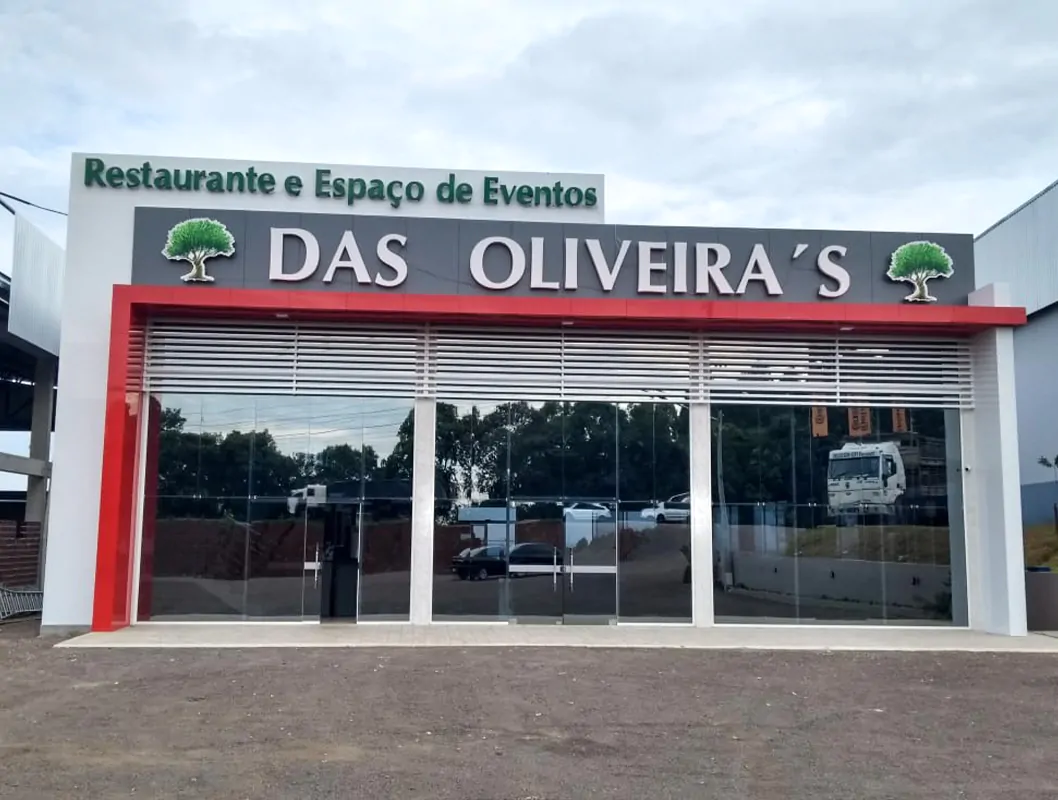 Restaurante e Espaço de Eventos
DAS OLIVEIRA´S